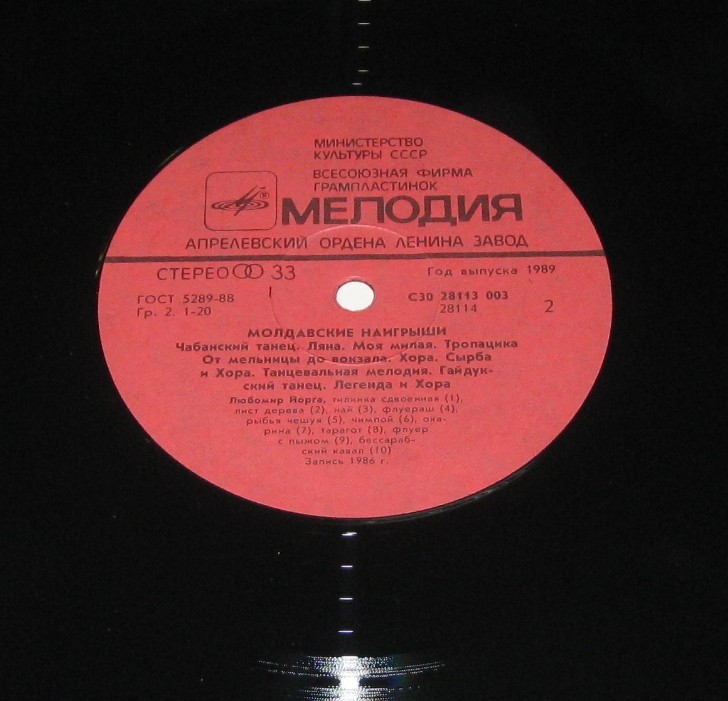 МИНИСТЕРСТВО
КУЛЬТУРЫ СССР
ВСЕСОЮЗНАЯ ФИРМА
ГРАМПЛАСТИНОК
МЕЛОДИЯ
АПРЕЛЕВСКИЙ ОРДЕНА ЛЕНИНА ЗАВОД
СТЕРЕО 33
Год выпуска 1989
ГОСТ 5289-88
Гр. 2. 1-20
С30 28113 003
28114
2
МОЛДАВСКИЕ НАИГРЫШИ
Чабанский танец. Ляна. Моя милая. Тропацика
От мельницы до вокзала. Хора. Сырба
и Хора. Танцевальная мелодия. Гайдук-
ский танец. Легенда и Хора
Любомир Йорга, тилинка сдвоенная (1),
лист дерева (2), най (3), флуераш (4),
рыбья чешуя (5), чимпой (6), ока-
рина (7), тарагот (8), флуер
с пыжом (9), бессараб-
ский кавал (10)
Запись 1986 г.